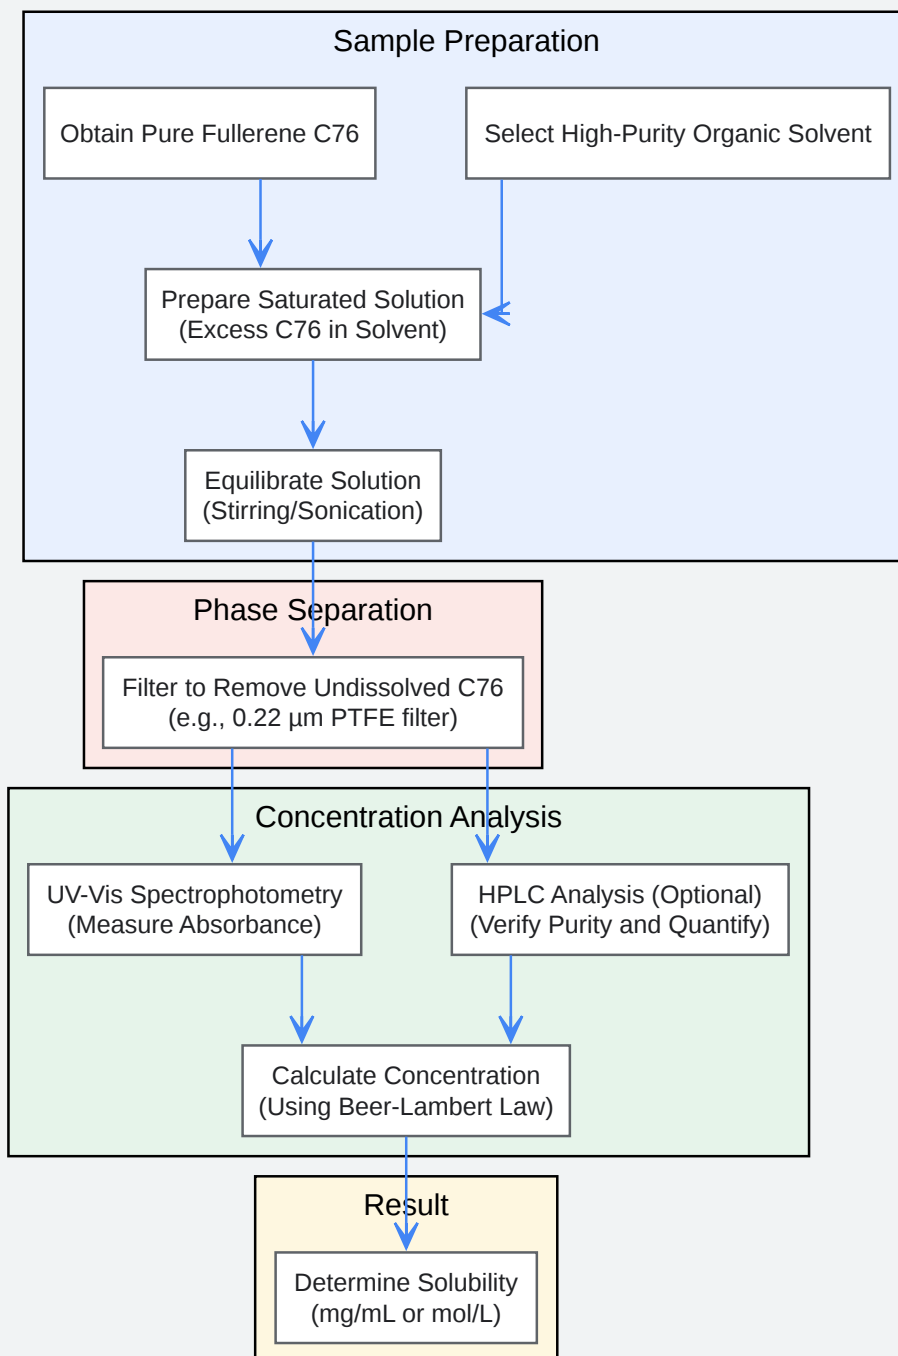 Sample Preparation
Obtain Pure Fullerene C76
Select High-Purity Organic Solvent
Prepare Saturated Solution
(Excess C76 in Solvent)
Equilibrate Solution
(Stirring/Sonication)
Phase Separation
Filter to Remove Undissolved C76
(e.g., 0.22 µm PTFE filter)
Concentration Analysis
UV-Vis Spectrophotometry
(Measure Absorbance)
HPLC Analysis (Optional)
(Verify Purity and Quantify)
Calculate Concentration
(Using Beer-Lambert Law)
Result
Determine Solubility
(mg/mL or mol/L)